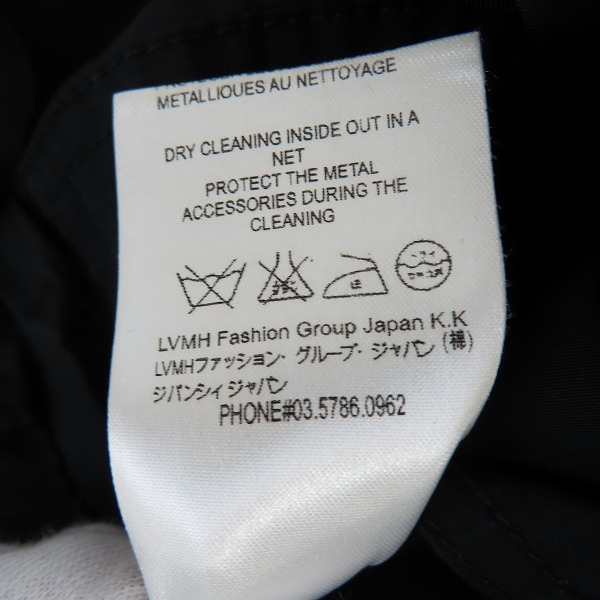 METALLIQUES AU NETTOYAGE
DRY CLEANING INSIDE OUT IN A
NET
PROTECT THE METAL
ACCESSORIES DURING THE
CLEANING
LVMH Fashion Group Japan K.K
LVMHファッション・グループ・ジャパン(株)
ジバンシィ ジャパン
PHONE#03.5786.0962